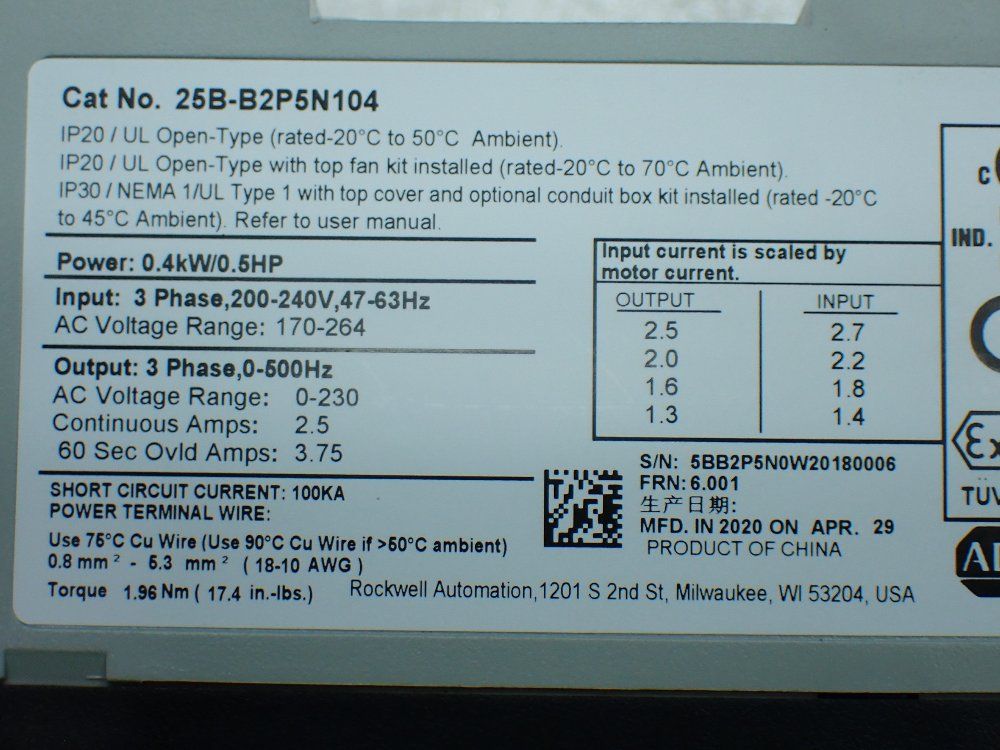 Cat No. 25B-B2P5N104
IP20 / UL Open-Type (rated-20°C to 50°C Ambient).
IP20 / UL Open-Type with top fan kit installed (rated-20°C to 70°C Ambient).
IP30 / NEMA 1/UL Type 1 with top cover and optional conduit box kit installed (rated -20°C
to 45°C Ambient). Refer to user manual.
Power: 0.4kW/0.5HP
Input: 3 Phase,200-240V,47-63Hz
AC Voltage Range: 170-264
Output: 3 Phase,0-500Hz
AC Voltage Range: 0-230
Continuous Amps: 2.5
60 Sec Ovld Amps: 3.75
SHORT CIRCUIT CURRENT: 100KA
POWER TERMINAL WIRE:
Use 75°C Cu Wire (Use 90°C Cu Wire if >50°C ambient)
0.8 mm² - 5.3 mm² ( 18-10 AWG )
Torque 1.96 Nm ( 17.4 in.-lbs.)
Input current is scaled by
motor current.
OUTPUT INPUT
2.5 2.7
2.0 2.2
1.6 1.8
1.3 1.4
S/N: 5BB2P5N0W20180006
FRN: 6.001
生产日期:
MFD. IN 2020 ON APR. 29
PRODUCT OF CHINA
Rockwell Automation,1201 S 2nd St, Milwaukee, WI 53204, USA
C
IND.
Ex
TUV